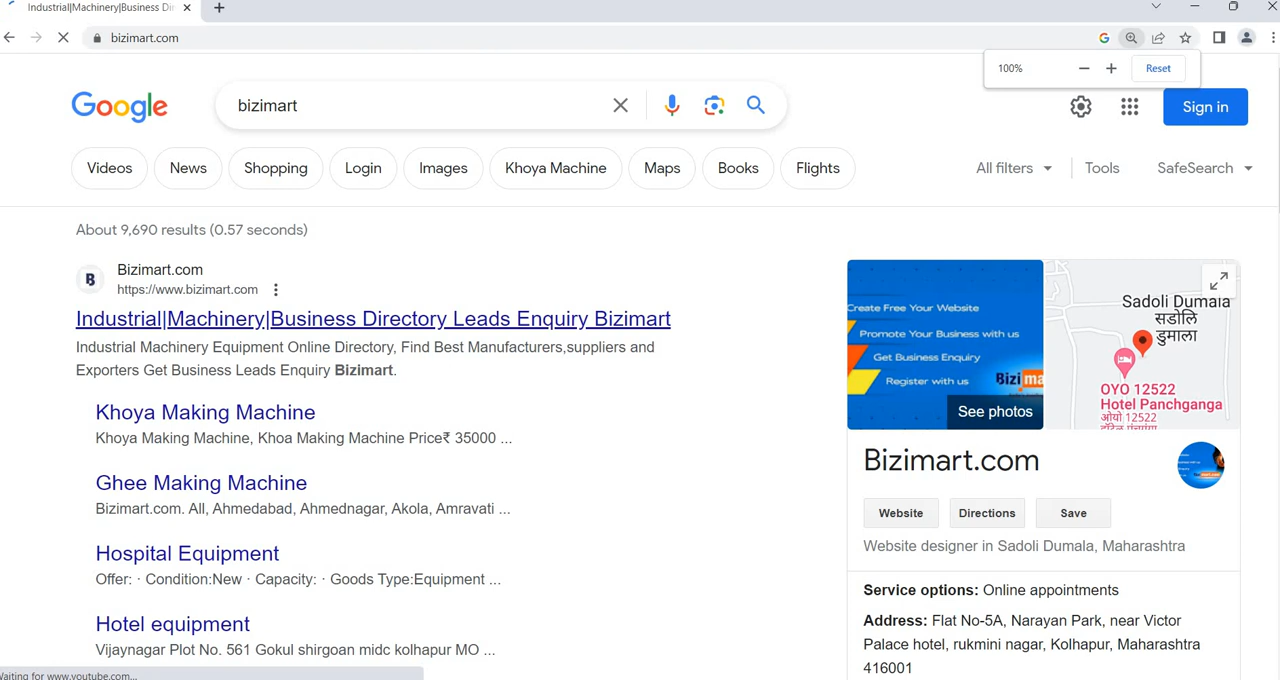 Industrial|Machinery|Business Di
bizimart.com
100%
Reset
Google
bizimart
Sign in
Videos
News
Shopping
Login
Images
Khoya Machine
Maps
Books
Flights
All filters
Tools
SafeSearch
About 9,690 results (0.57 seconds)
B
Bizimart.com
https://www.bizimart.com
Industrial|Machinery|Business Directory Leads Enquiry Bizimart
Industrial Machinery Equipment Online Directory, Find Best Manufacturers,suppliers and
Exporters Get Business Leads Enquiry Bizimart.
Khoya Making Machine
Khoya Making Machine, Khoa Making Machine Price₹ 35000 ...
Ghee Making Machine
Bizimart.com. All, Ahmedabad, Ahmednagar, Akola, Amravati ...
Hospital Equipment
Offer: · Condition:New · Capacity: · Goods Type:Equipment ...
Hotel equipment
Vijaynagar Plot No. 561 Gokul shirgoan midc kolhapur MO ...
Waiting for www.youtube.com...
Create Free Your Website
Promote Your Business with us
Get Business Enquiry
Register with us
Bizima
See photos
Sadoli Dumala
सडोलि
डुमाला
OYO 12522
Hotel Panchganga
ओयो 12522
हॉटेल पंचगंगा
Bizimart.com
Website
Directions
Save
Website designer in Sadoli Dumala, Maharashtra
Service options: Online appointments
Address: Flat No-5A, Narayan Park, near Victor
Palace hotel, rukmini nagar, Kolhapur, Maharashtra
416001